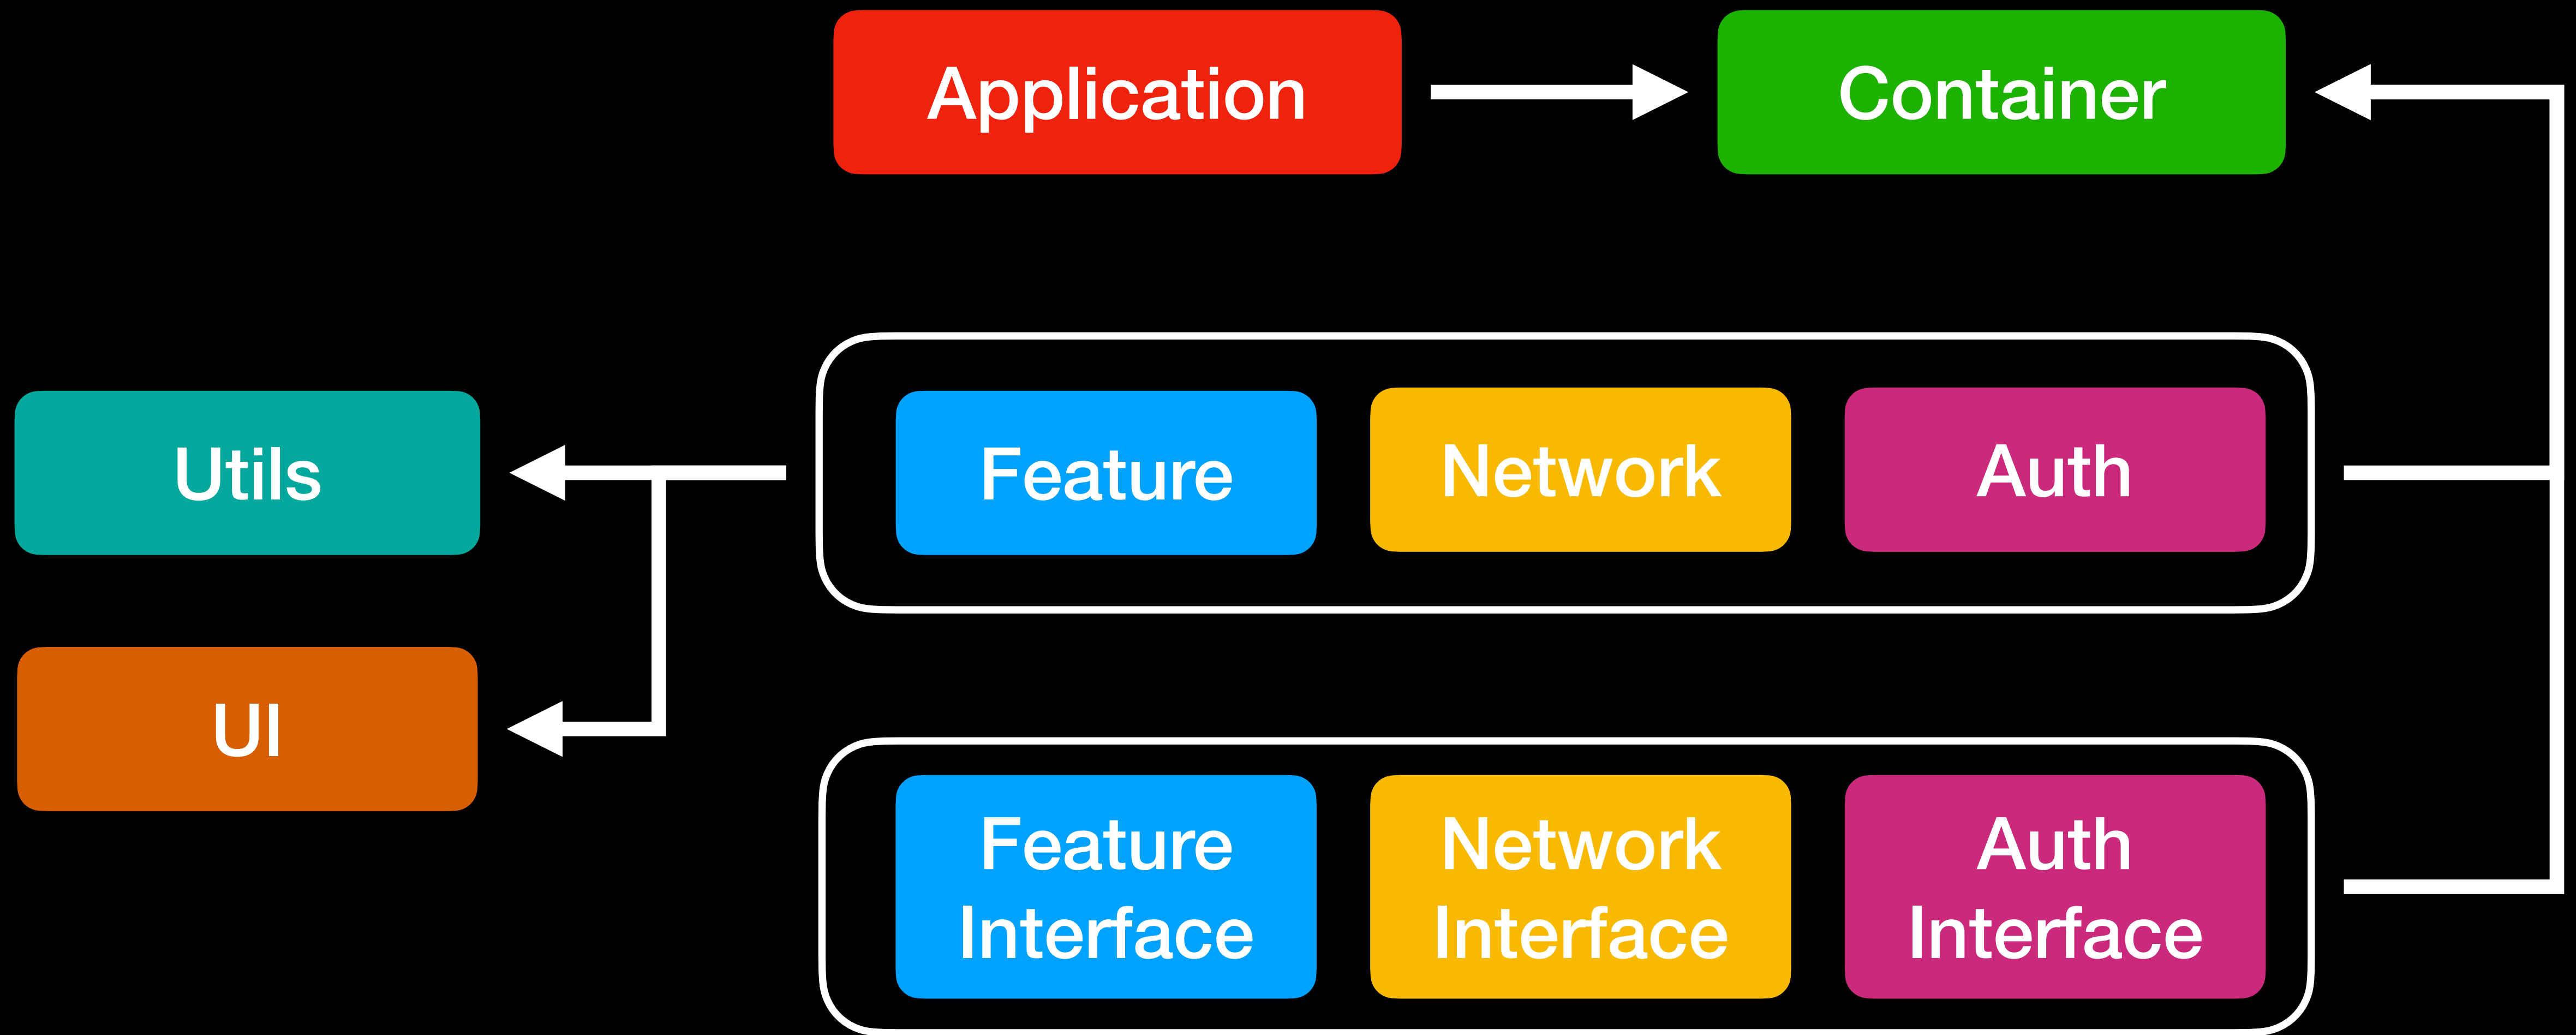 Application
Container
Utils
Feature
Network
Auth
UI
Feature
Interface
Network
Interface
Auth
Interface